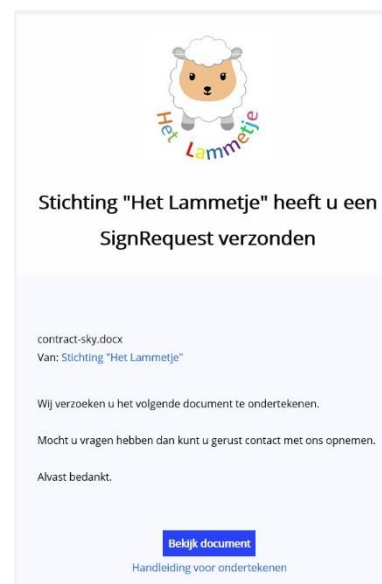 Het Lammetje
Stichting "Het Lammetje" heeft u een
SignRequest verzonden
contract-sky.docx
Van: Stichting "Het Lammetje"
Wij verzoeken u het volgende document te ondertekenen.
Mocht u vragen hebben dan kunt u gerust contact met ons opnemen.
Alvast bedankt.
Bekijk document
Handleiding voor ondertekenen